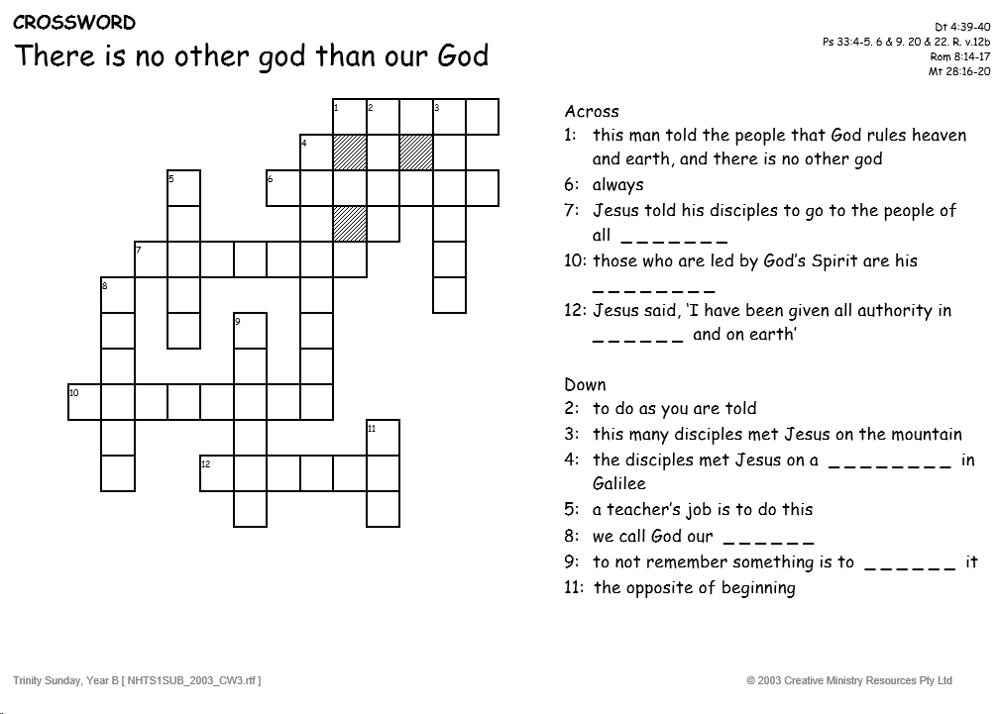 CROSSWORD
There is no other god than our God
Dt 4:39-40
Ps 33:4-5. 6 & 9. 20 & 22. R. v.12b
Rom 8:14-17
Mt 28:16-20
1 2 3
4
5 6
7
8
9
10
11
12
Across
1: this man told the people that God rules heaven
and earth, and there is no other god
6: always
7: Jesus told his disciples to go to the people of
all _ _ _ _ _ _ _
10: those who are led by God's Spirit are his
_ _ _ _ _ _ _ _
12: Jesus said, 'I have been given all authority in
_ _ _ _ _ _ and on earth'
Down
2: to do as you are told
3: this many disciples met Jesus on the mountain
4: the disciples met Jesus on a _ _ _ _ _ _ _ _ in
Galilee
5: a teacher's job is to do this
8: we call God our _ _ _ _ _ _
9: to not remember something is to _ _ _ _ _ _ it
11: the opposite of beginning
Trinity Sunday, Year B [ NHTS1SUB_2003_CW3.rtf ]
© 2003 Creative Ministry Resources Pty Ltd